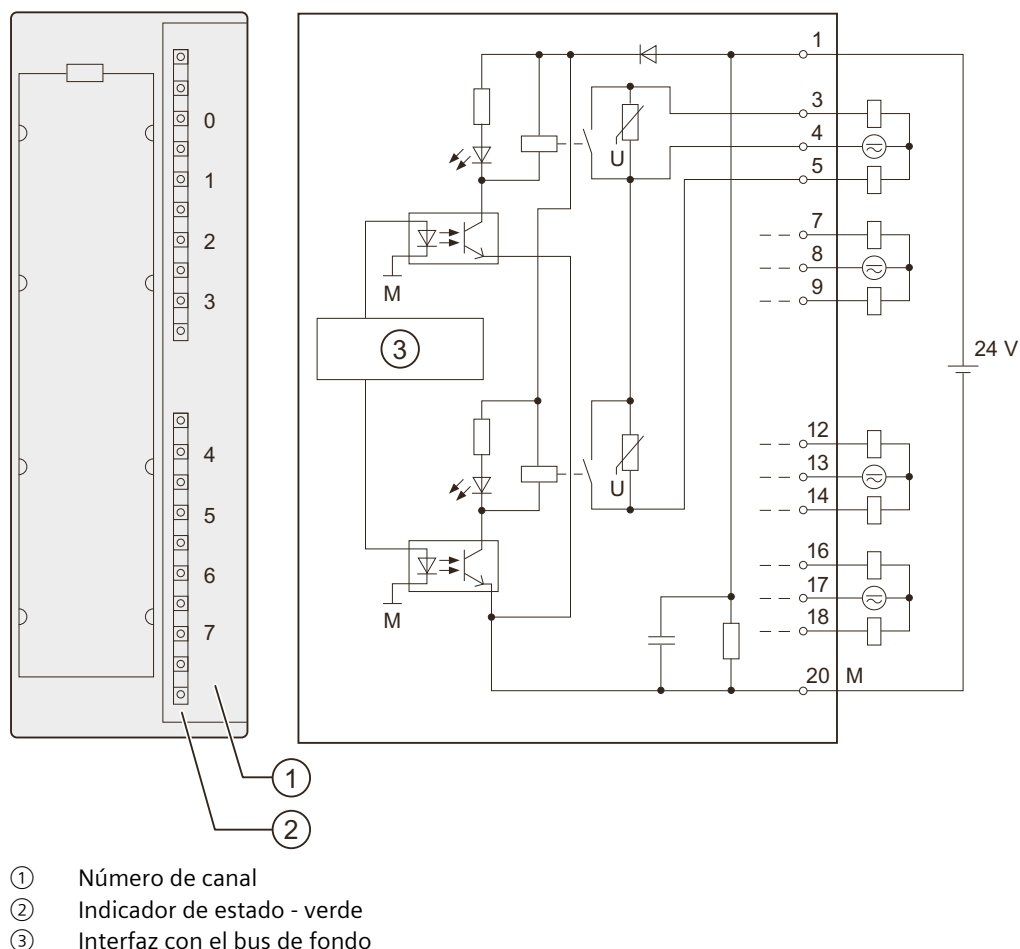 0
1
2
3
4
5
6
7
1
2
M
3
M
U
U
1
3
4
5
7
8
9
12
13
14
16
17
18
20 M
24 V
① Número de canal
② Indicador de estado - verde
③ Interfaz con el bus de fondo